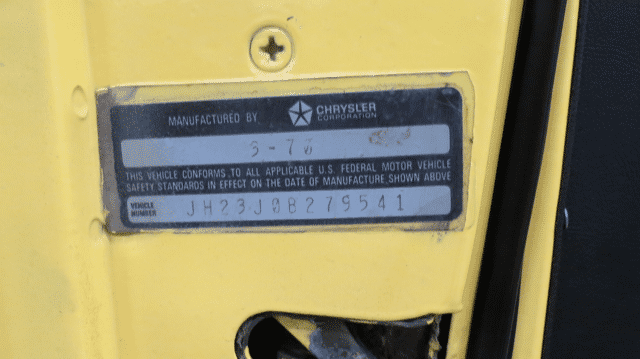 MANUFACTURED BY CHRYSLER CORPORATION
3-70
THIS VEHICLE CONFORMS TO ALL APPLICABLE U.S. FEDERAL MOTOR VEHICLE
SAFETY STANDARDS IN EFFECT ON THE DATE OF MANUFACTURE SHOWN ABOVE
VEHICLE NUMBER JH23J0B279541